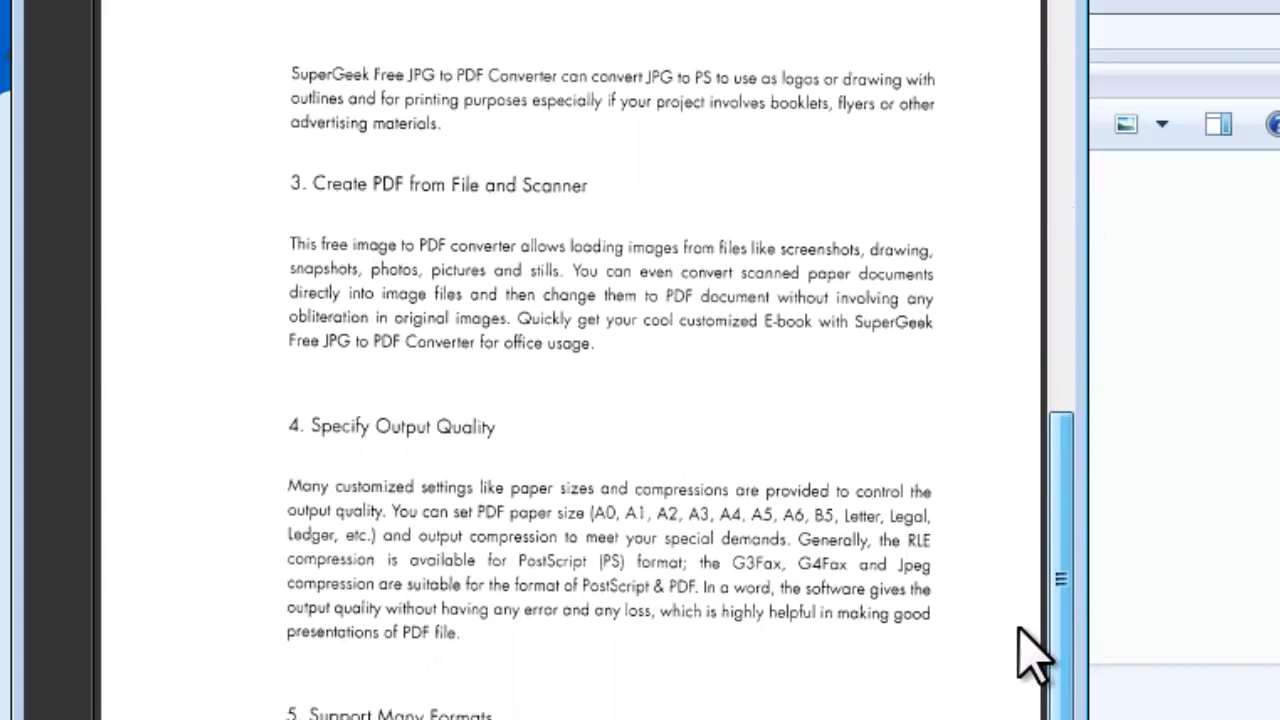 SuperGeek Free JPG to PDF Converter can convert JPG to PS to use as logos or drawing with
outlines and for printing purposes especially if your project involves booklets, flyers or other
advertising materials.
3. Create PDF from File and Scanner
This free image to PDF converter allows loading images from files like screenshots, drawing,
snapshots, photos, pictures and stills. You can even convert scanned paper documents
directly into image files and then change them to PDF document without involving any
obliteration in original images. Quickly get your cool customized E-book with SuperGeek
Free JPG to PDF Converter for office usage.
4. Specify Output Quality
Many customized settings like paper sizes and compressions are provided to control the
output quality. You can set PDF paper size (A0, A1, A2, A3, A4, A5, A6, B5, Letter, Legal,
Ledger, etc.) and output compression to meet your special demands. Generally, the RLE
compression is available for PostScript (PS) format; the G3Fax, G4Fax and Jpeg
compression are suitable for the format of PostScript & PDF. In a word, the software gives the
output quality without having any error and any loss, which is highly helpful in making good
presentations of PDF file.
5. Support Many Formats